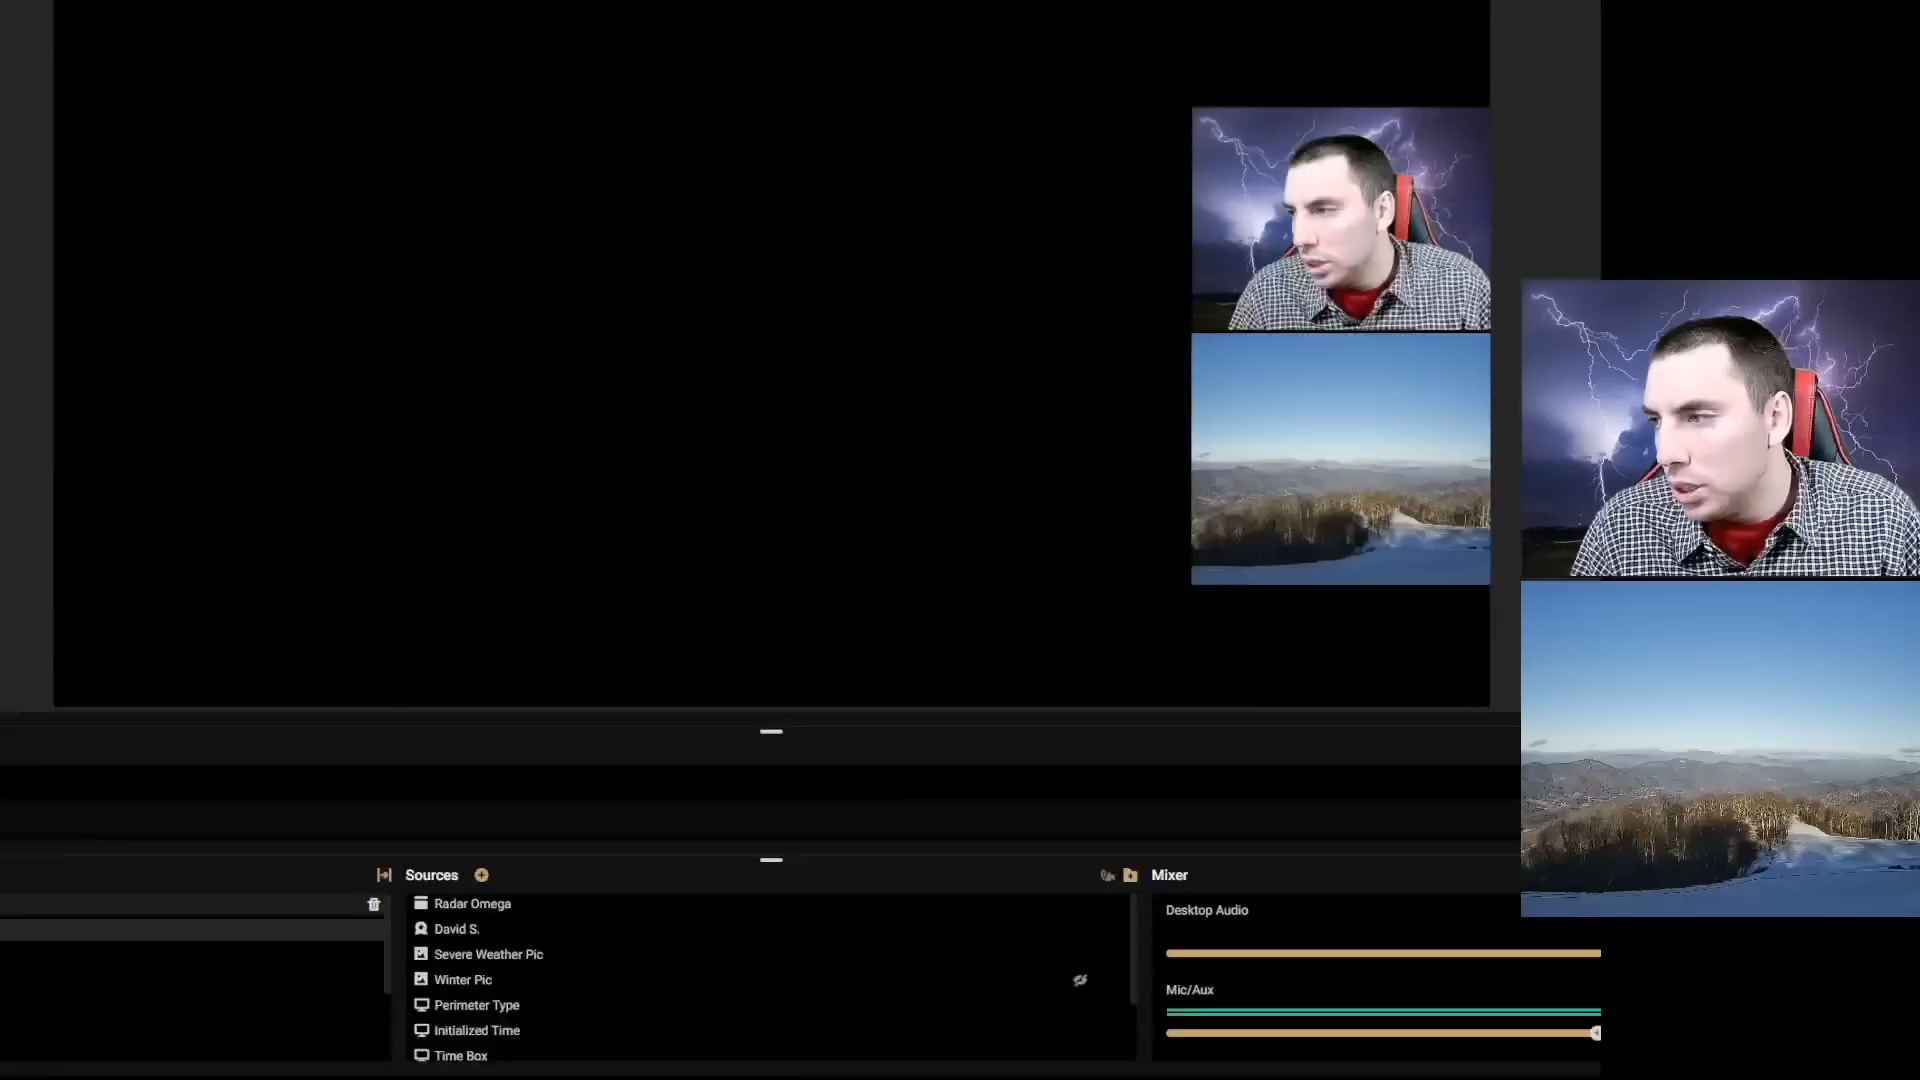 Sources
Radar Omega
David S.
Severe Weather Pic
Winter Pic
Perimeter Type
Initialized Time
Time Box
Mixer
Desktop Audio
Mic/Aux